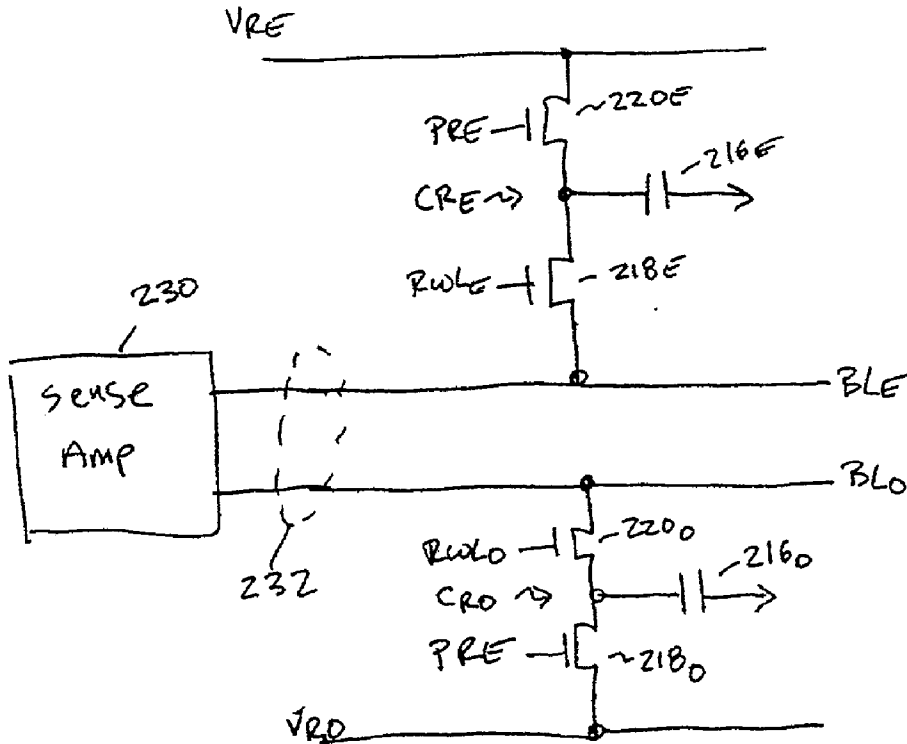 VRE
220E
PRE
216E
CRE
RWLE
218E
230
Sense
Amp
BLE
BLO
232
RWLO
220O
CRO
216O
PRE
218O
VRO